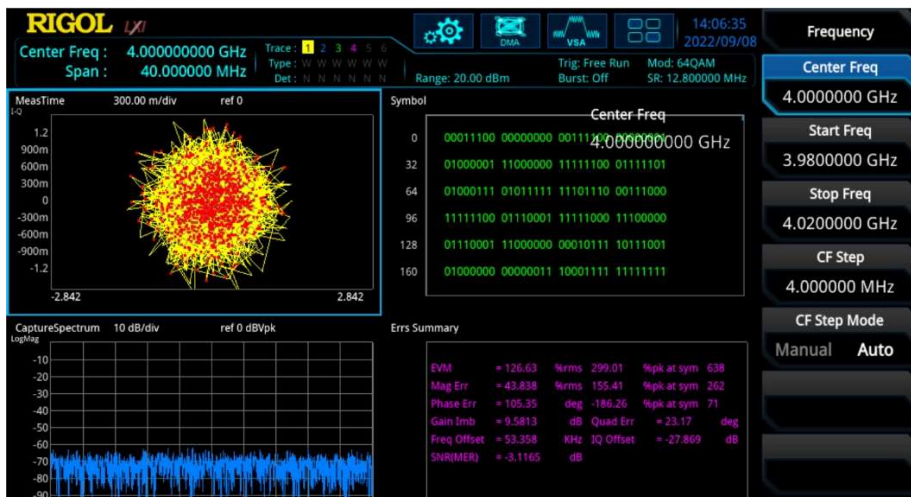 RIGOL LXI
14:06:35
2022/09/08
DMA
VSA
Center Freq : 4.000000000 GHz
Span : 40.000000 MHz
Trace : 1 2 3 4 5 6
Type : W W W W W W
Det : N N N N N N
Range: 20.00 dBm
Trig: Free Run
Burst: Off
Mod: 64QAM
SR: 12.800000 MHz
MeasTime 300.00 m/div ref 0
I-Q
1.2
900m
600m
300m
0
-300m
-600m
-900m
-1.2
-2.842 2.842
Symbol
Center Freq
4.000000000 GHz
0 00011100 00000000 00111100
32 01000001 11000000 11111100 01111101
64 01000111 01011111 11101110 00111000
96 11111100 01110001 11111000 11100000
128 01110001 11000000 00010111 10111001
160 01000000 00000011 10001111 11111111
CaptureSpectrum 10 dB/div ref 0 dBVpk
LogMag
-10
-20
-30
-40
-50
-60
-70
-80
-90
Errs Summary
EVM = 126.63 %rms 299.01 %pk at sym 638
Mag Err = 43.838 %rms 155.41 %pk at sym 262
Phase Err = 105.35 deg -186.26 %pk at sym 71
Gain Imb = 9.5813 dB Quad Err = 23.17 deg
Freq Offset = 53.358 KHz IQ Offset = -27.869 dB
SNR(MER) = -3.1165 dB
Frequency
Center Freq
4.0000000 GHz
Start Freq
3.9800000 GHz
Stop Freq
4.0200000 GHz
CF Step
4.000000 MHz
CF Step Mode
Manual Auto